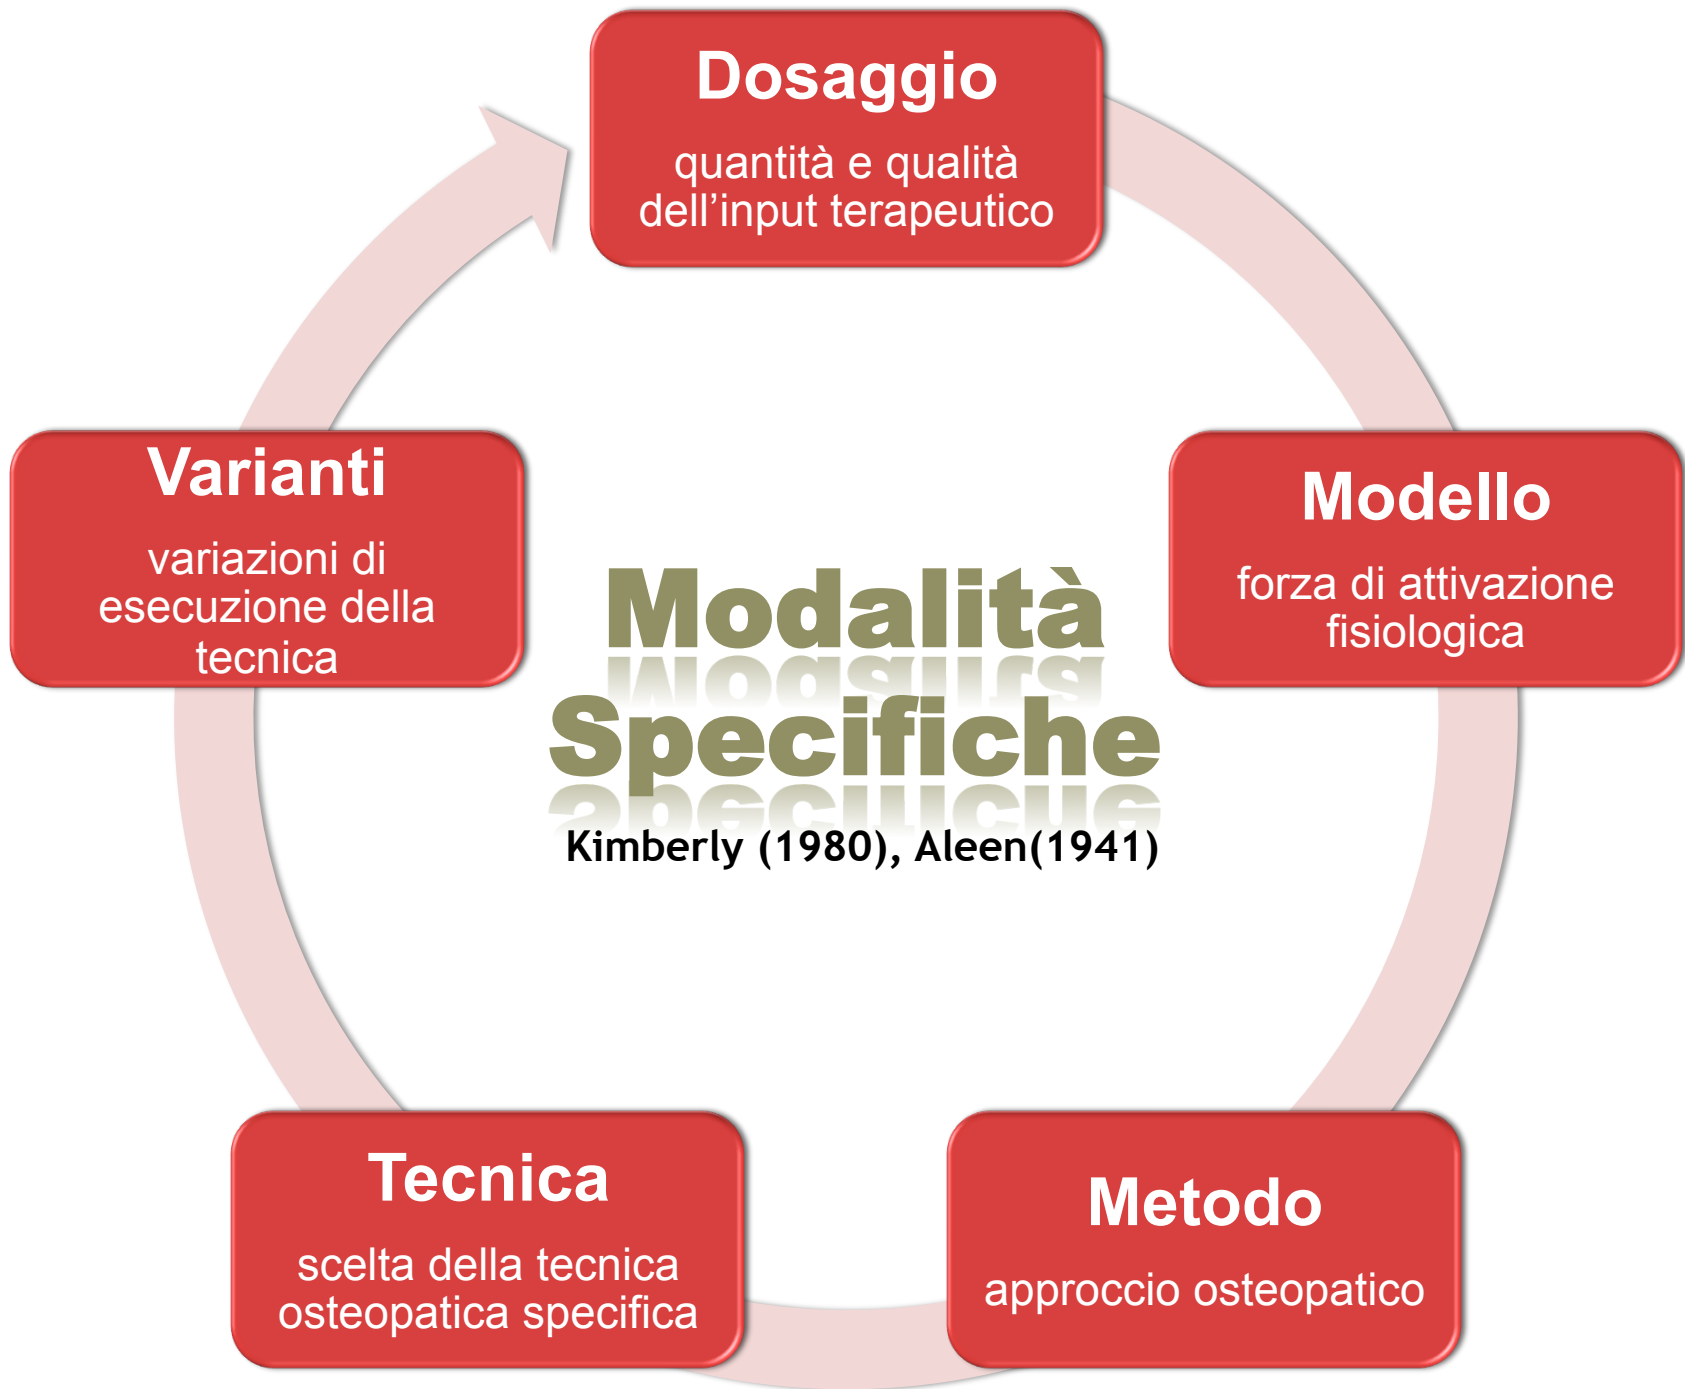 Dosaggio
quantità e qualità
dell’input terapeutico
Modello
forza di attivazione
fisiologica
Metodo
approccio osteopatico
Tecnica
scelta della tecnica
osteopatica specifica
Varianti
variazioni di
esecuzione della
tecnica
Modalità
Specifiche
Kimberly (1980), Aleen(1941)